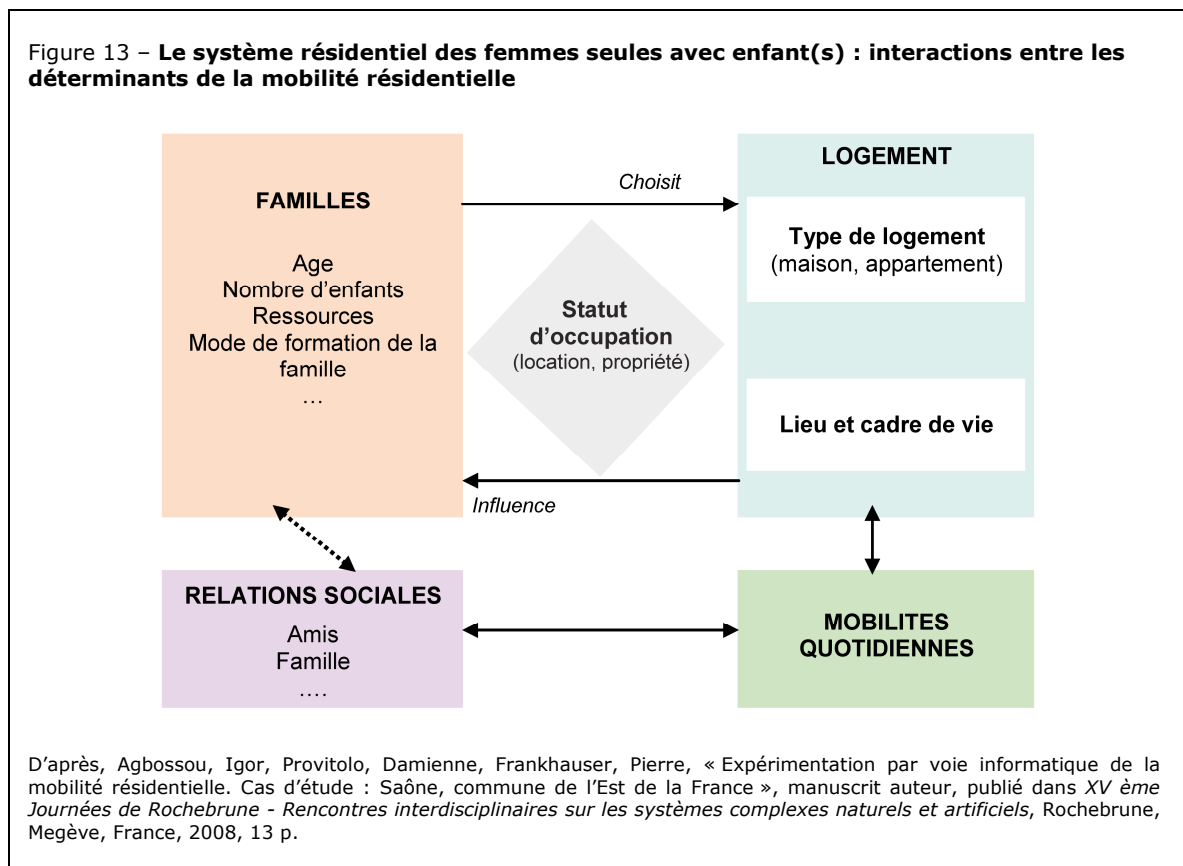 Figure 13 – Le système résidentiel des femmes seules avec enfant(s) : interactions entre les
déterminants de la mobilité résidentielle
FAMILLES
Age
Nombre d'enfants
Ressources
Mode de formation de la
famille
…
Choisit
Statut
d'occupation
(location, propriété)
Influence
LOGEMENT
Type de logement
(maison, appartement)
Lieu et cadre de vie
RELATIONS SOCIALES
Amis
Famille
….
MOBILITES
QUOTIDIENNES
D'après, Agbossou, Igor, Provitolo, Damienne, Frankhauser, Pierre, « Expérimentation par voie informatique de la
mobilité résidentielle. Cas d'étude : Saône, commune de l'Est de la France », manuscrit auteur, publié dans XV ème
Journées de Rochebrune - Rencontres interdisciplinaires sur les systèmes complexes naturels et artificiels, Rochebrune,
Megève, France, 2008, 13 p.